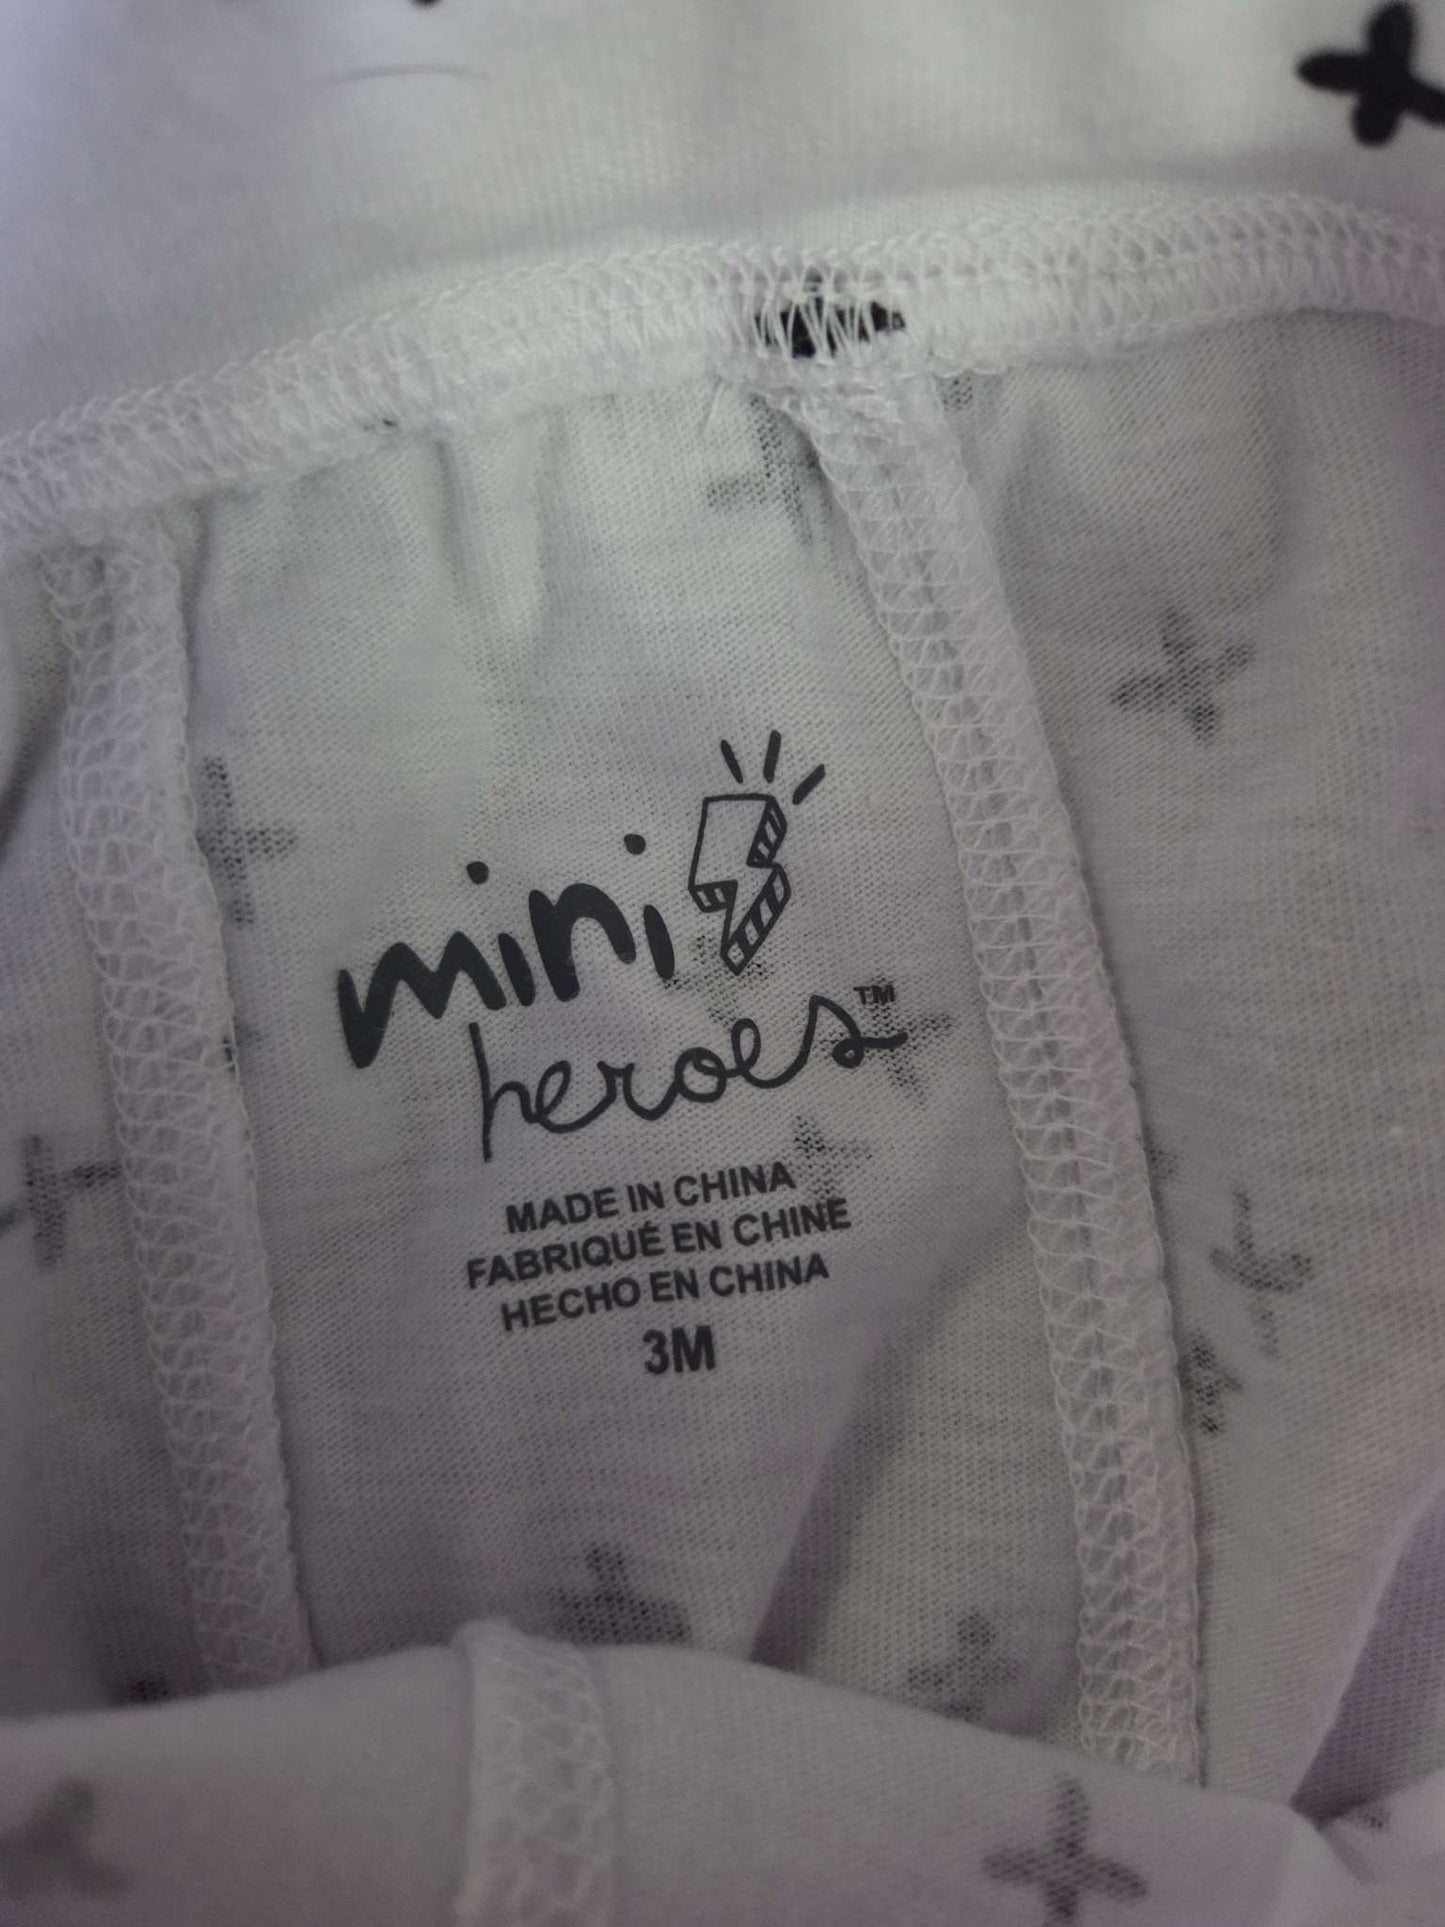 mini
heroes™
MADE IN CHINA
FABRIQUÉ EN CHINE
HECHO EN CHINA
3M